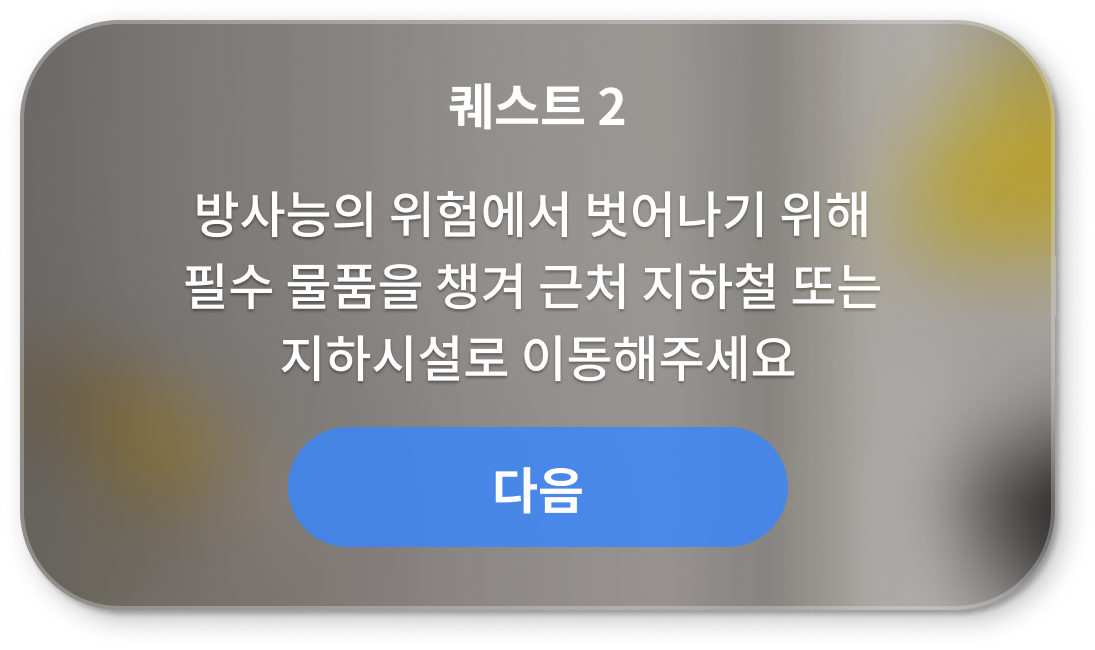 퀘스트 2
방사능의 위험에서 벗어나기 위해
필수 물품을 챙겨 근처 지하철 또는
지하시설로 이동해주세요
다음